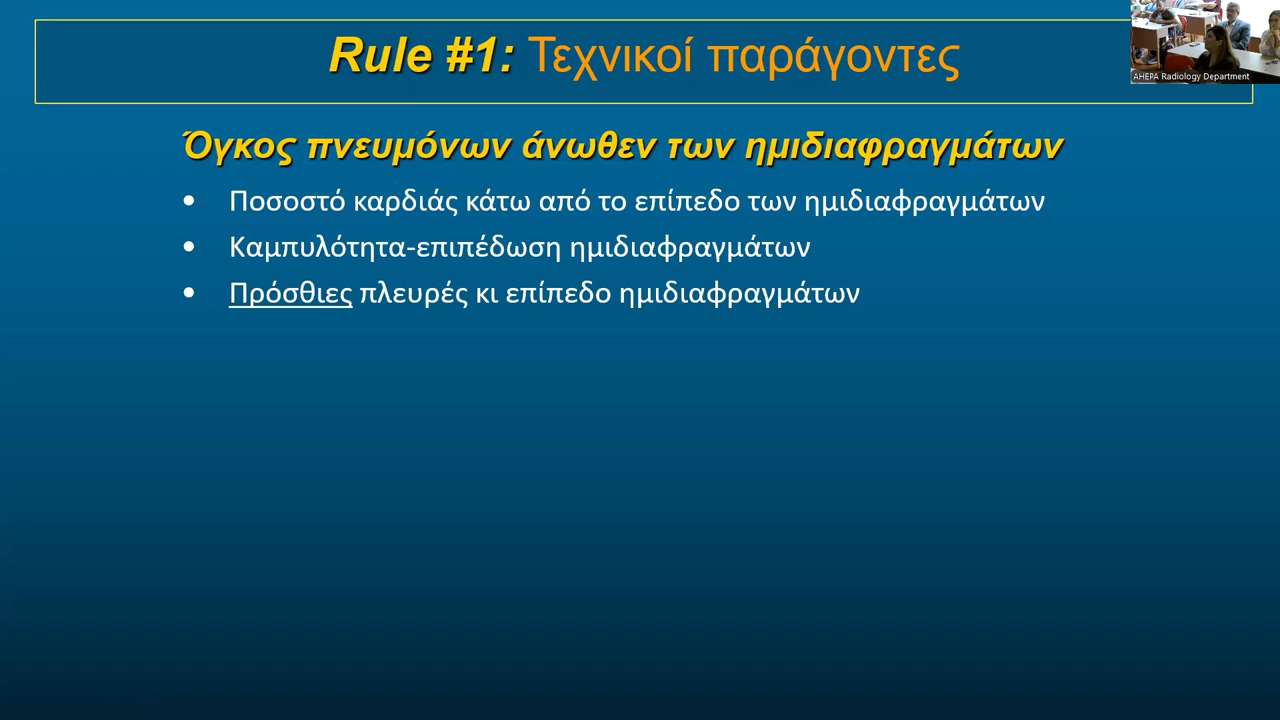 Rule #1: Τεχνικοί παράγοντες
AHEPA Radiology Department
Όγκος πνευμόνων άνωθεν των ημιδιαφραγμάτων
• Ποσοστό καρδιάς κάτω από το επίπεδο των ημιδιαφραγμάτων
• Καμπυλότητα-επιπέδωση ημιδιαφραγμάτων
• Πρόσθιες πλευρές κι επίπεδο ημιδιαφραγμάτων